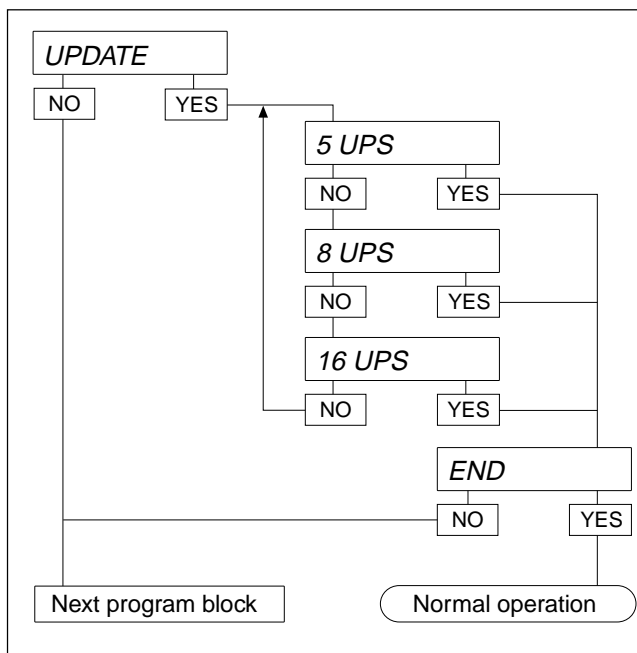 UPDATE
NO YES
5 UPS
NO YES
8 UPS
NO YES
16 UPS
NO YES
END
NO YES
Next program block Normal operation